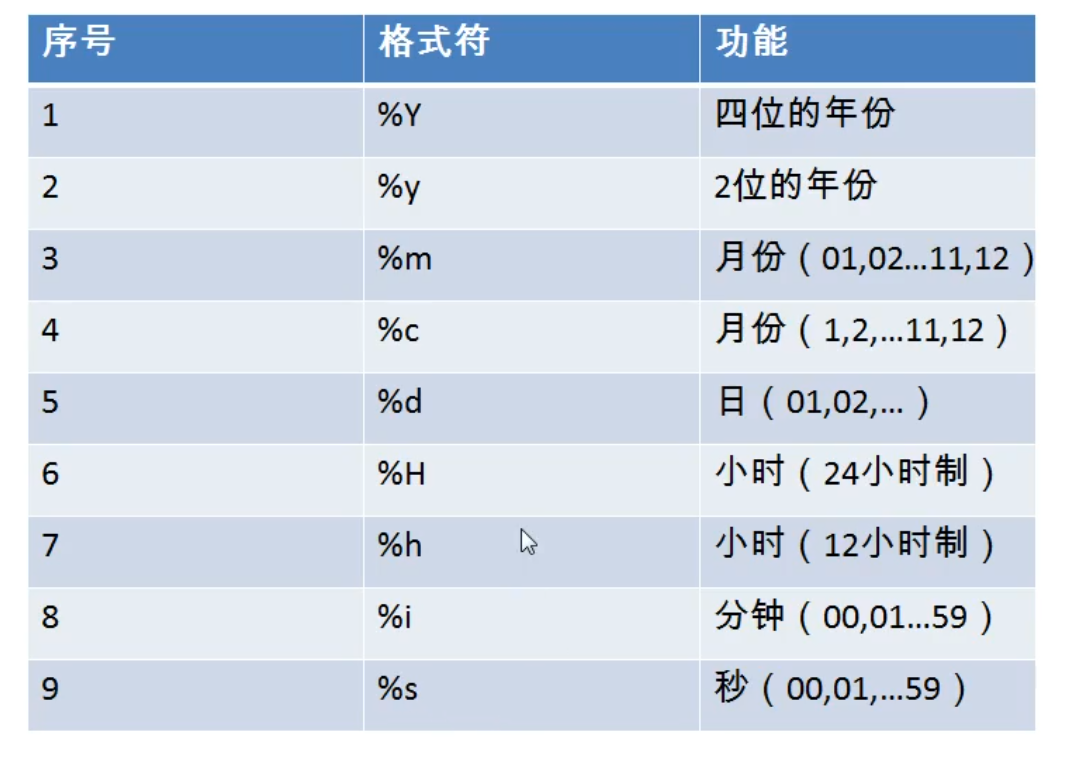 序号 格式符 功能
1 %Y 四位的年份
2 %y 2位的年份
3 %m 月份（01,02…11,12）
4 %c 月份（1,2,…11,12）
5 %d 日（01,02,…）
6 %H 小时（24小时制）
7 %h 小时（12小时制）
8 %i 分钟（00,01…59）
9 %s 秒（00,01,…59）